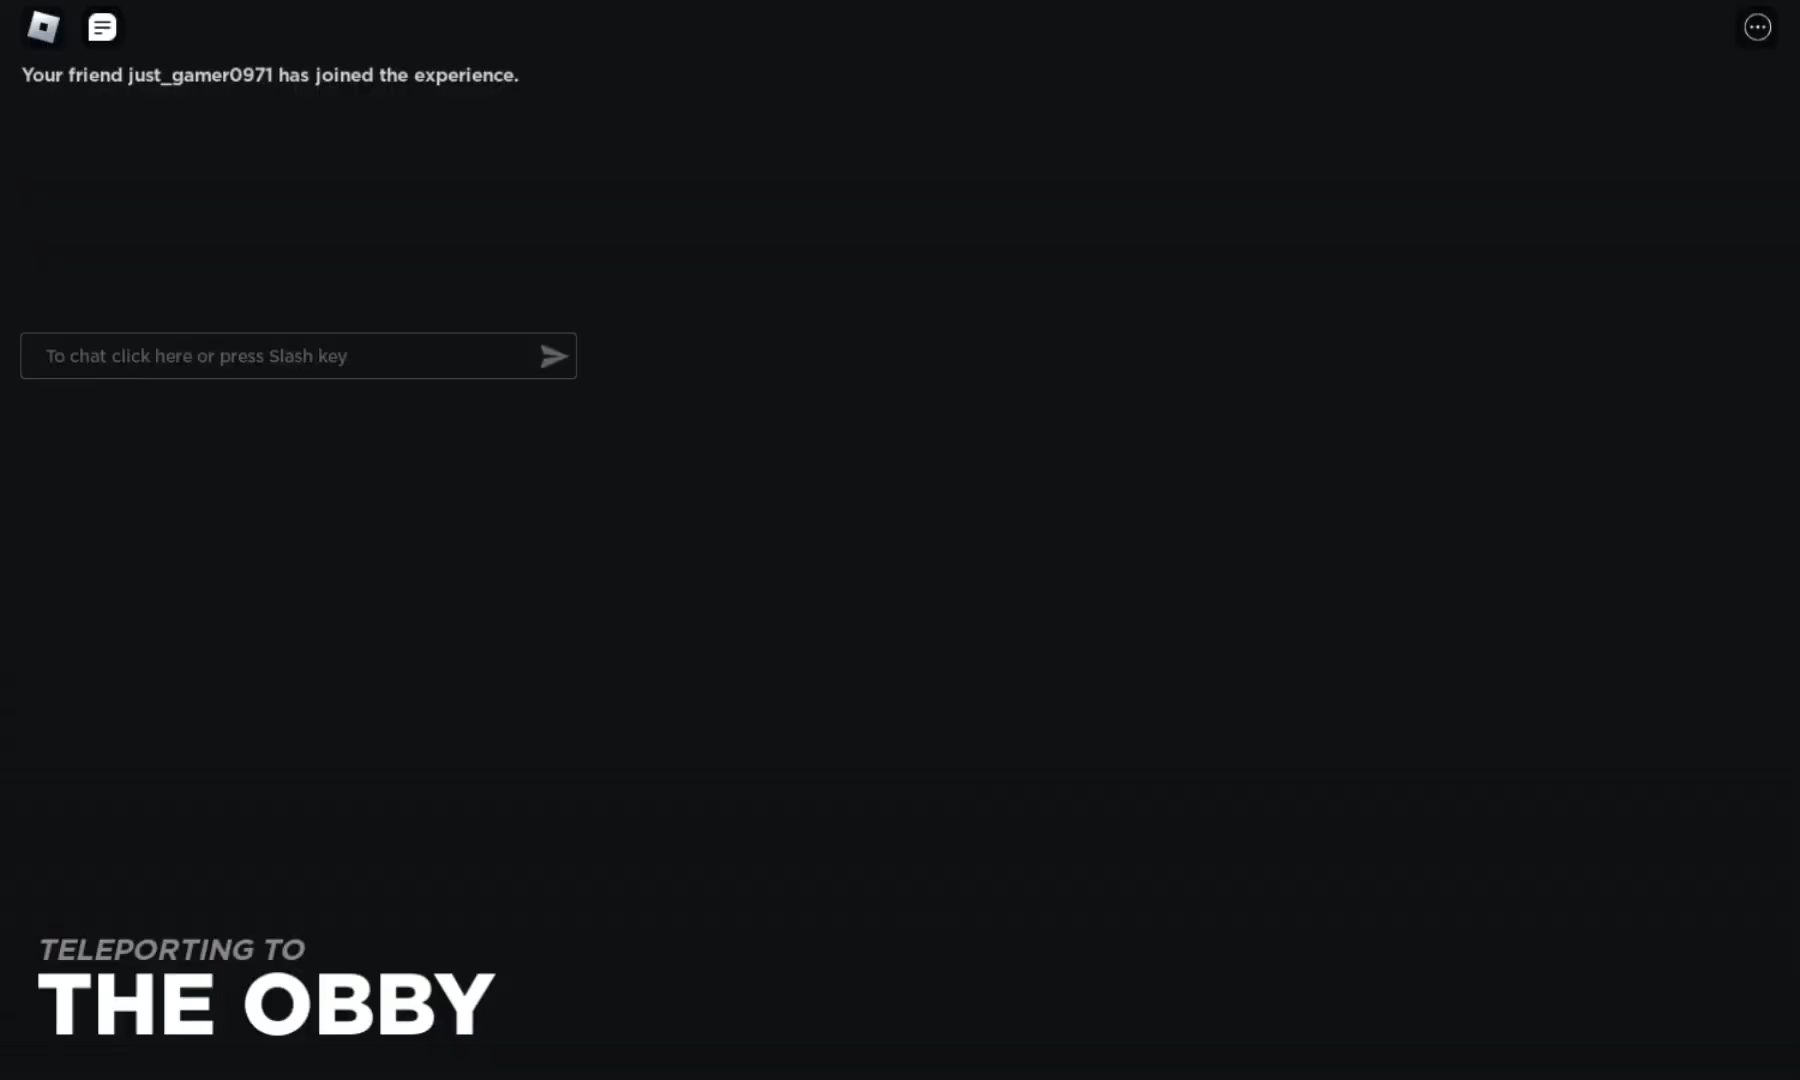 Your friend just_gamer0971 has joined the experience.
To chat click here or press Slash key
TELEPORTING TO
THE OBBY